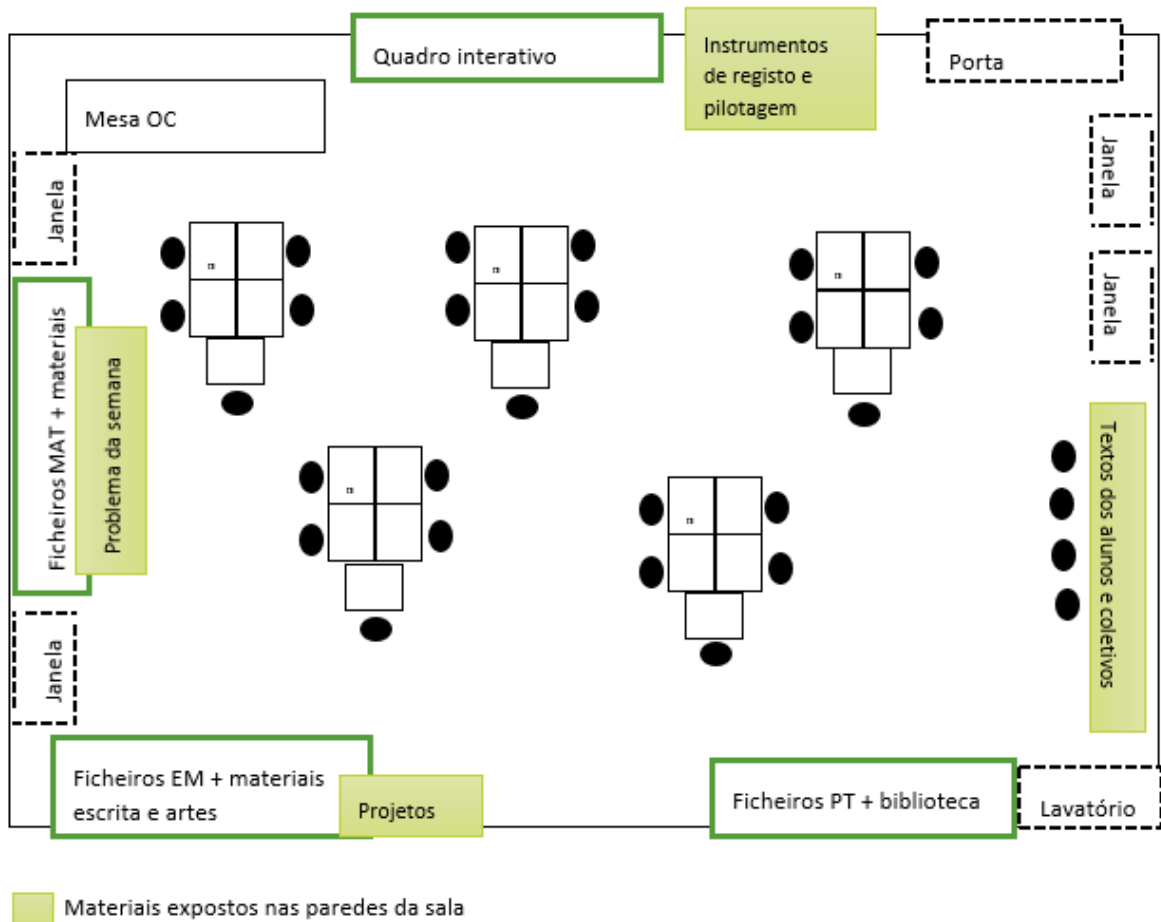 Quadro interativo
Instrumentos
de registo e
pilotagem
Porta
Mesa OC
Janela
Janela
Janela
Ficheiros MAT + materiais
Problema da semana
Textos dos alunos e coletivos
Janela
Ficheiros EM + materiais
escrita e artes
Projetos
Ficheiros PT + biblioteca
Lavatório
Materiais expostos nas paredes da sala